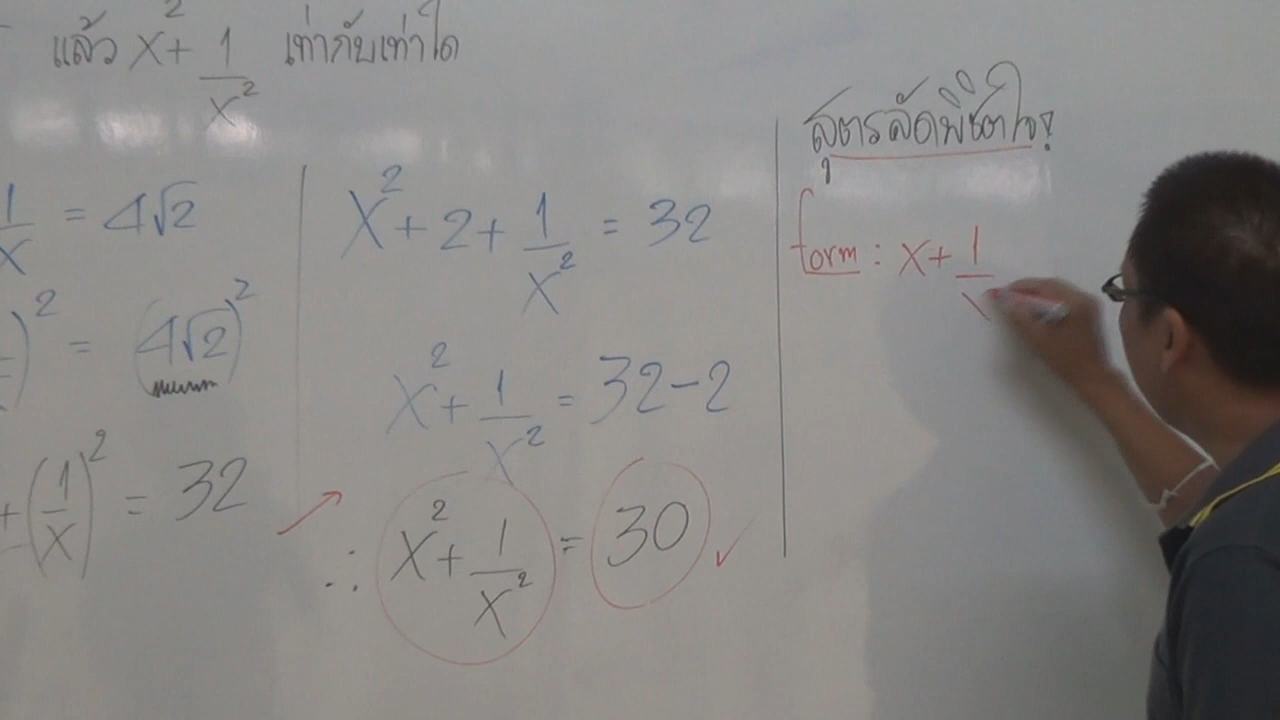 แล้ว x² + 1/x² เท่ากับเท่าใด
1/x = 4√2
)² = (4√2)²
+ (1/x)² = 32
x² + 2 + 1/x² = 32
x² + 1/x² = 32 - 2
∴ x² + 1/x² = 30 ✓
สูตรลัดพิชิตใจ?
form : x + 1/x